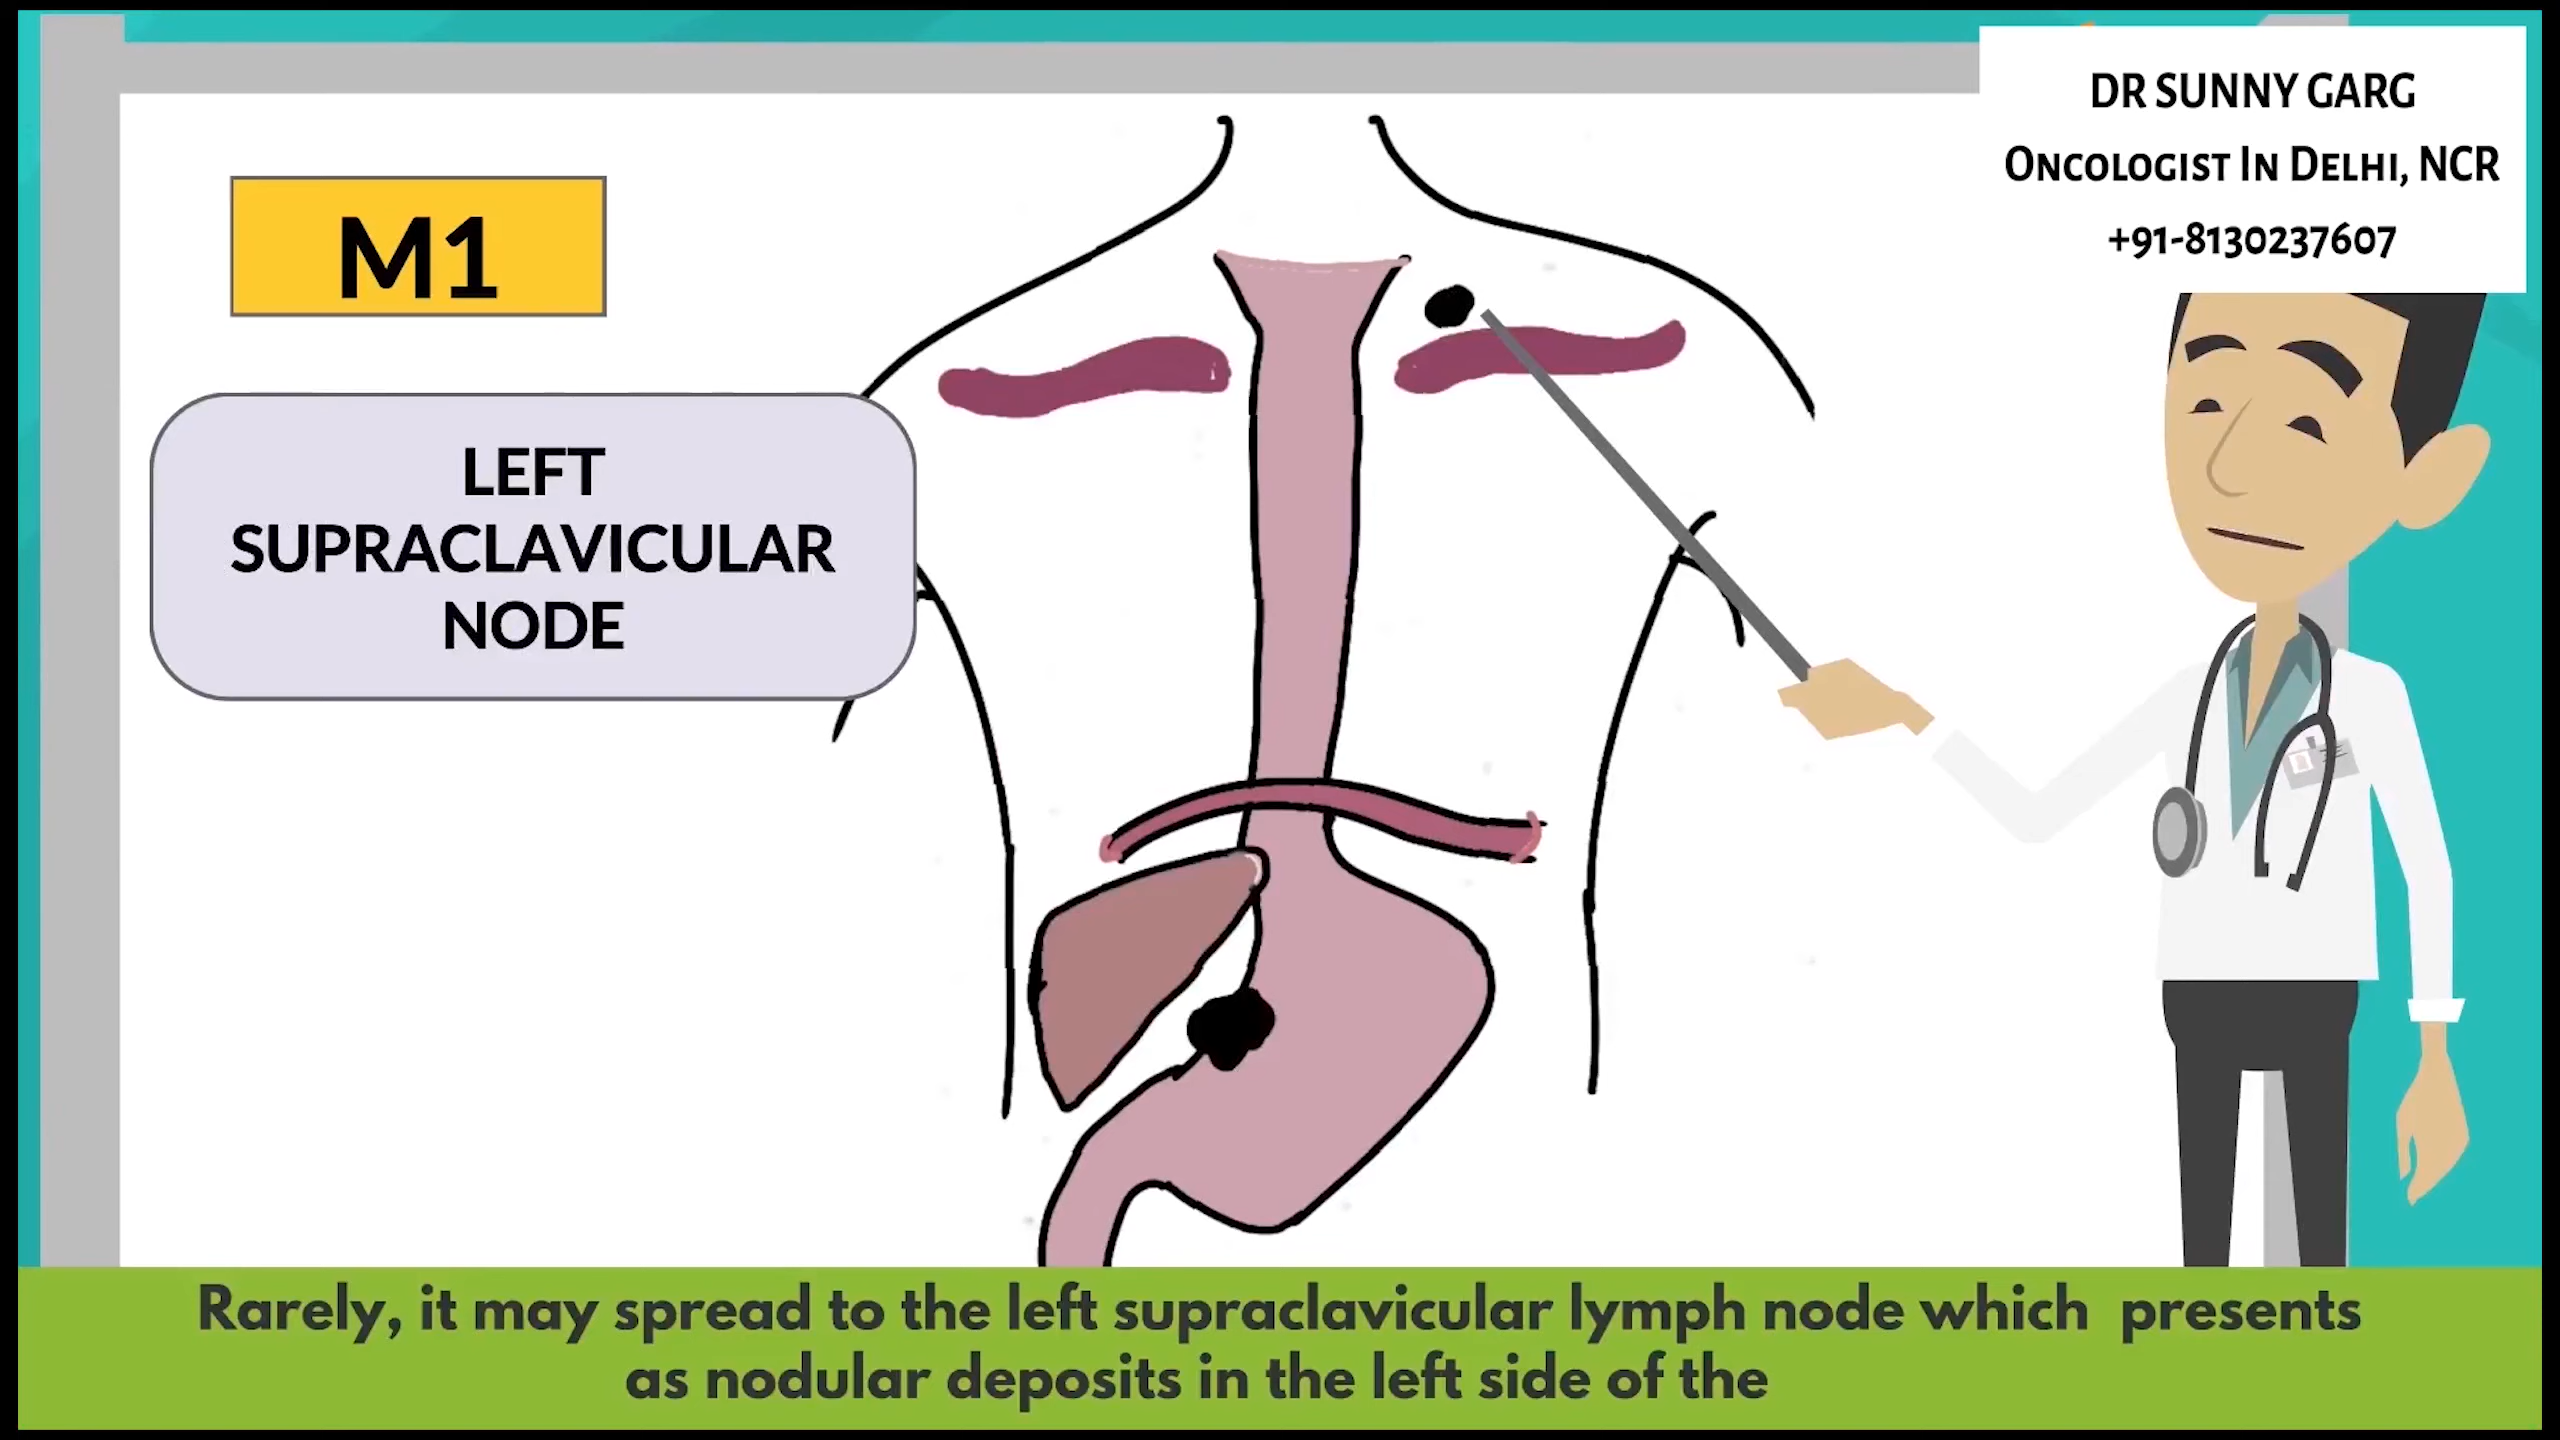 DR SUNNY GARG
ONCOLOGIST IN DELHI, NCR
+91-8130237607
M1
LEFT
SUPRACLAVICULAR
NODE
Rarely, it may spread to the left supraclavicular lymph node which presents
as nodular deposits in the left side of the